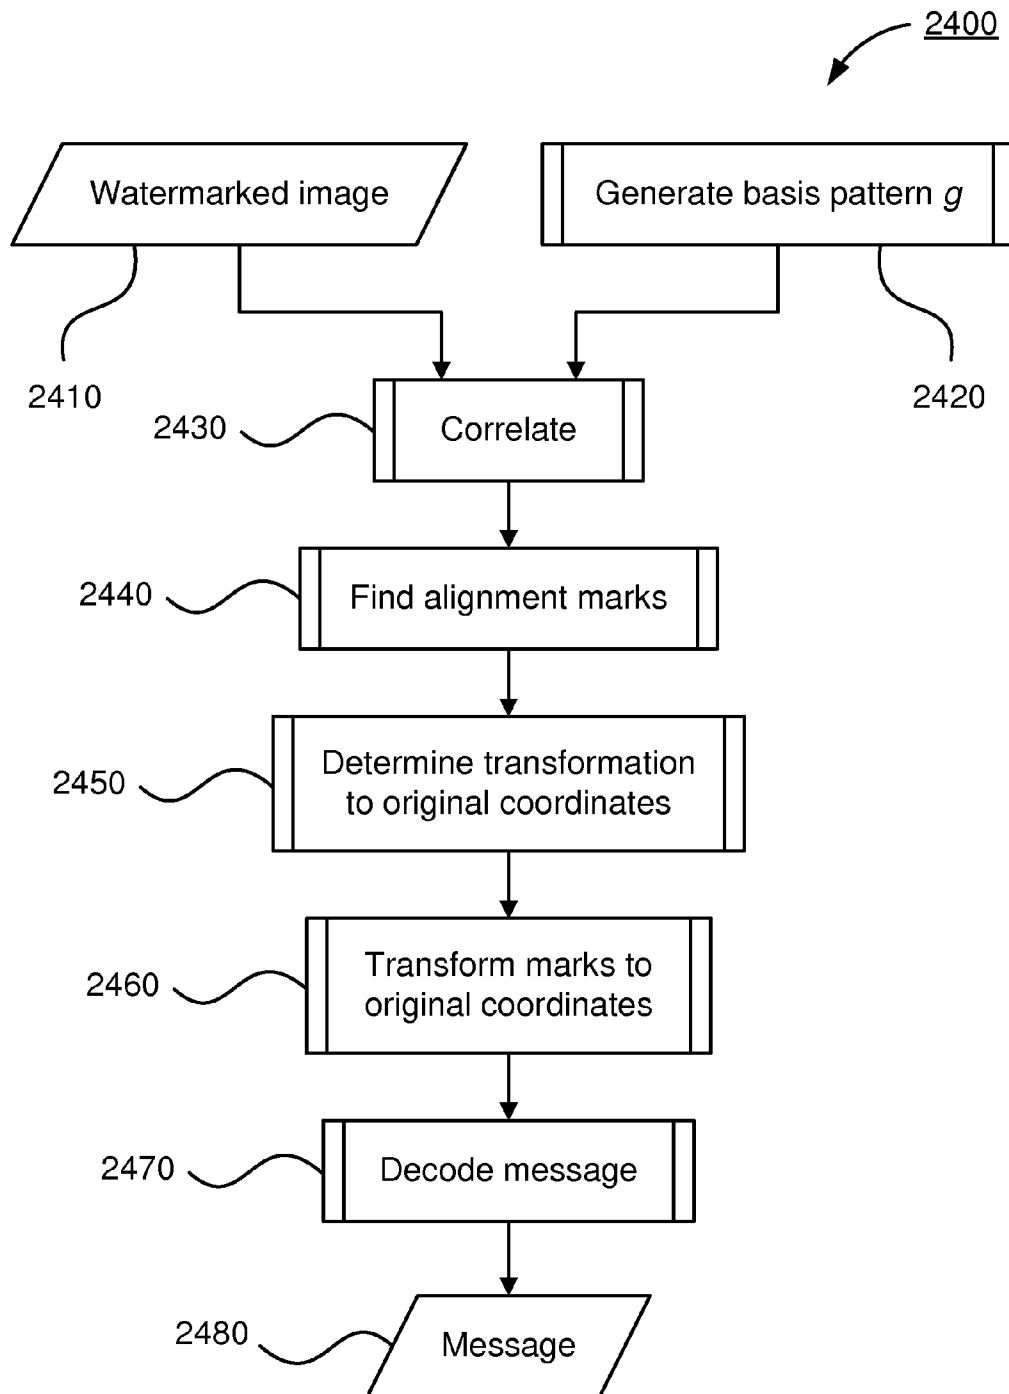 2400
Watermarked image
Generate basis pattern g
2410
2420
2430
Correlate
2440
Find alignment marks
2450
Determine transformation
to original coordinates
2460
Transform marks to
original coordinates
2470
Decode message
2480
Message